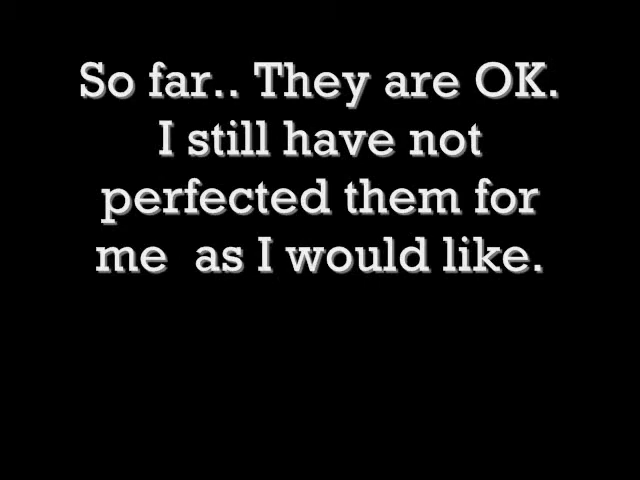 So far.. They are OK.
I still have not
perfected them for
me  as I would like.